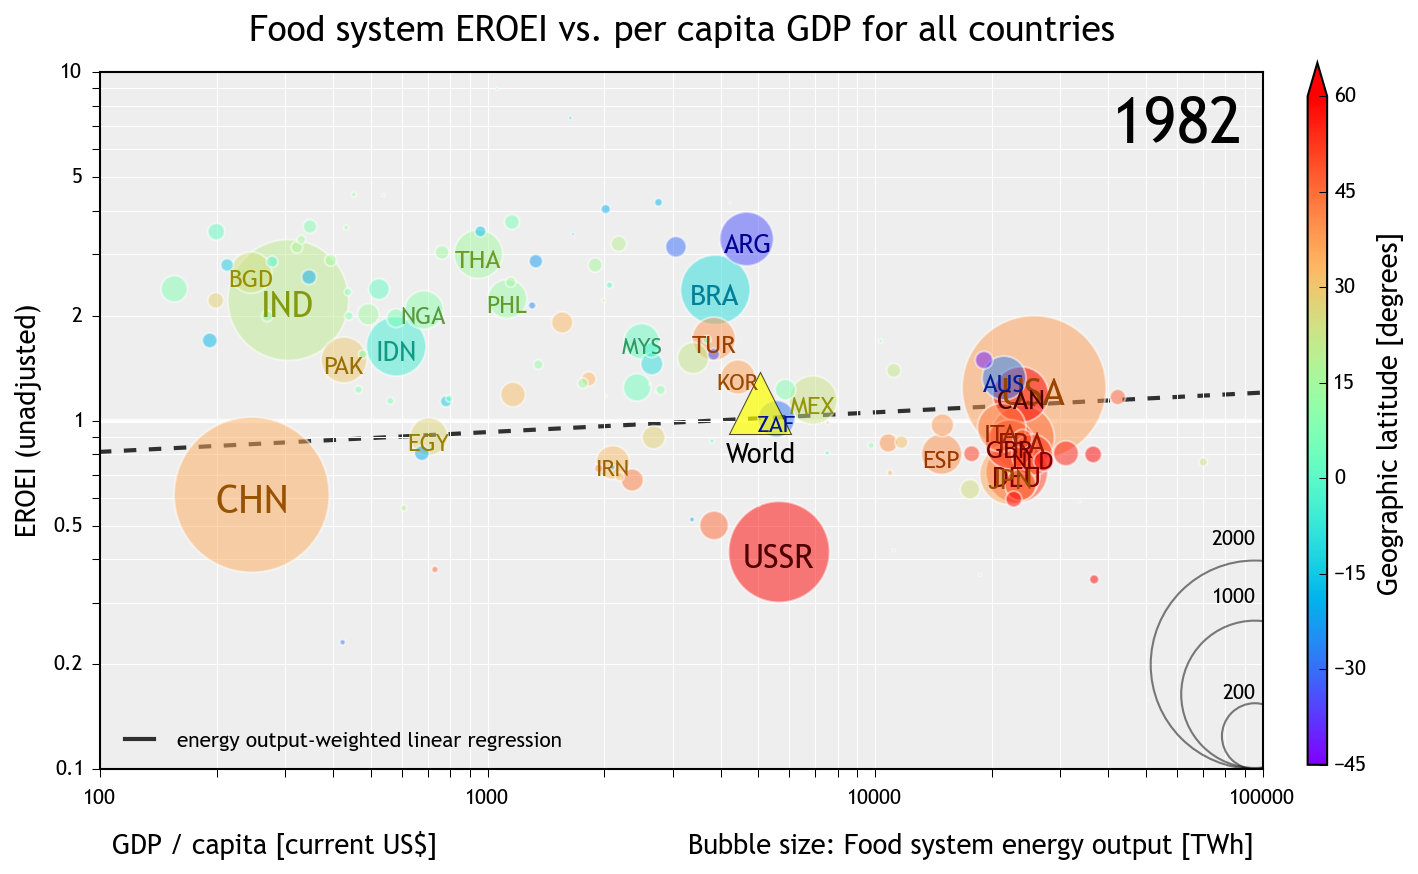 Food system EROEI vs. per capita GDP for all countries
10
5
2
1
0.5
0.2
0.1
EROEI (unadjusted)
1982
ARG
THA
BGD
IND
BRA
PHL
NGA
IDN
MYS
TUR
PAK
KOR
AUS
USA
CAN
MEX
ZAF
World
EGY
ITA
FRA
GBR
ESP
NLD
IRN
JPN
DEU
CHN
USSR
2000
1000
200
energy output-weighted linear regression
100
1000
10000
100000
GDP / capita [current US$]
Bubble size: Food system energy output [TWh]
60
45
30
15
0
−15
−30
−45
Geographic latitude [degrees]